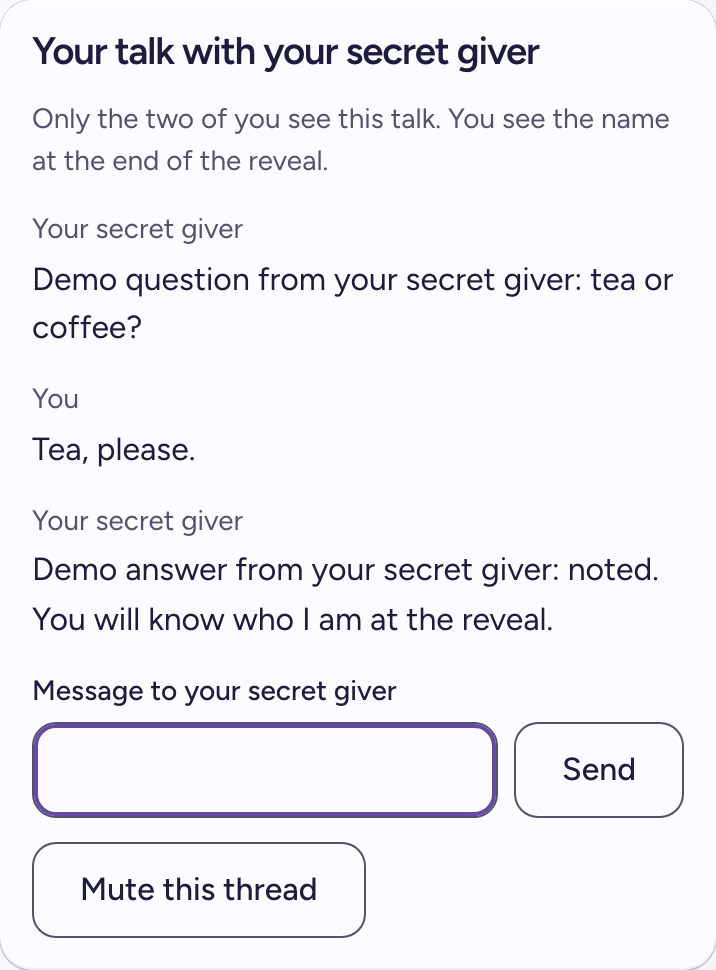 Your talk with your secret giver
Only the two of you see this talk. You see the name
at the end of the reveal.
Your secret giver
Demo question from your secret giver: tea or
coffee?
You
Tea, please.
Your secret giver
Demo answer from your secret giver: noted.
You will know who I am at the reveal.
Message to your secret giver
Send
Mute this thread